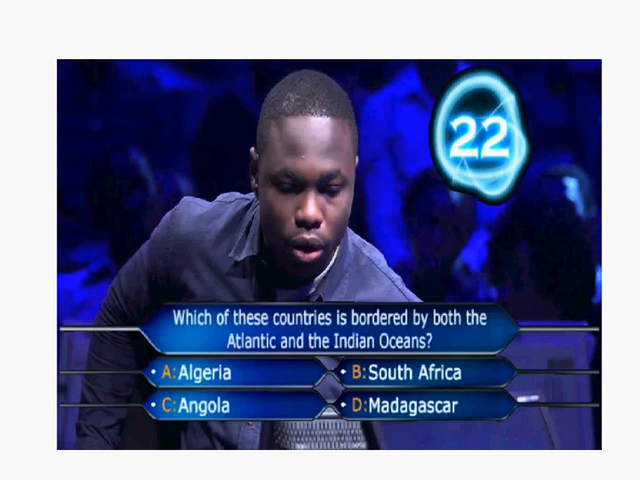 22
Which of these countries is bordered by both the
Atlantic and the Indian Oceans?
A: Algeria
B: South Africa
C: Angola
D: Madagascar